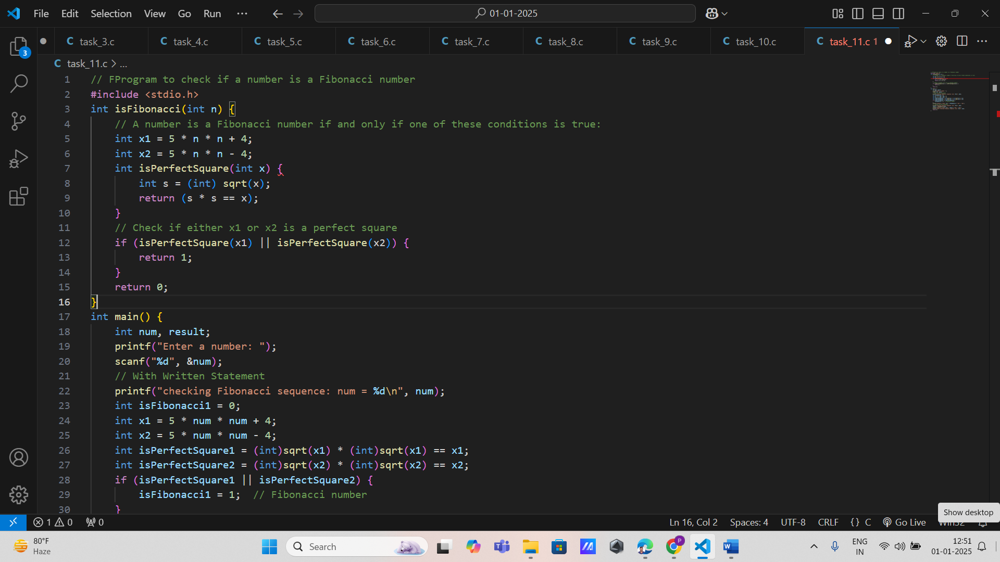 File Edit Selection View Go Run ··· 01-01-2025
task_3.c task_4.c task_5.c task_6.c task_7.c task_8.c task_9.c task_10.c task_11.c 1
3
C task_11.c > ...
1 // FProgram to check if a number is a Fibonacci number
2 #include <stdio.h>
3 int isFibonacci(int n) {
4 // A number is a Fibonacci number if and only if one of these conditions is true:
5 int x1 = 5 * n * n + 4;
6 int x2 = 5 * n * n - 4;
7 int isPerfectSquare(int x) {
8 int s = (int) sqrt(x);
9 return (s * s == x);
10 }
11 // Check if either x1 or x2 is a perfect square
12 if (isPerfectSquare(x1) || isPerfectSquare(x2)) {
13 return 1;
14 }
15 return 0;
16 }
17 int main() {
18 int num, result;
19 printf("Enter a number: ");
20 scanf("%d", &num);
21 // With Written Statement
22 printf("checking Fibonacci sequence: num = %d\n", num);
23 int isFibonacci1 = 0;
24 int x1 = 5 * num * num + 4;
25 int x2 = 5 * num * num - 4;
26 int isPerfectSquare1 = (int)sqrt(x1) * (int)sqrt(x1) == x1;
27 int isPerfectSquare2 = (int)sqrt(x2) * (int)sqrt(x2) == x2;
28 if (isPerfectSquare1 || isPerfectSquare2) {
29 isFibonacci1 = 1; // Fibonacci number
30 }
Show desktop
1 0 0 Ln 16, Col 2 Spaces: 4 UTF-8 CRLF {} C Go Live Win32
80°F
Haze
Search
P
ENG
IN
12:51
01-01-2025